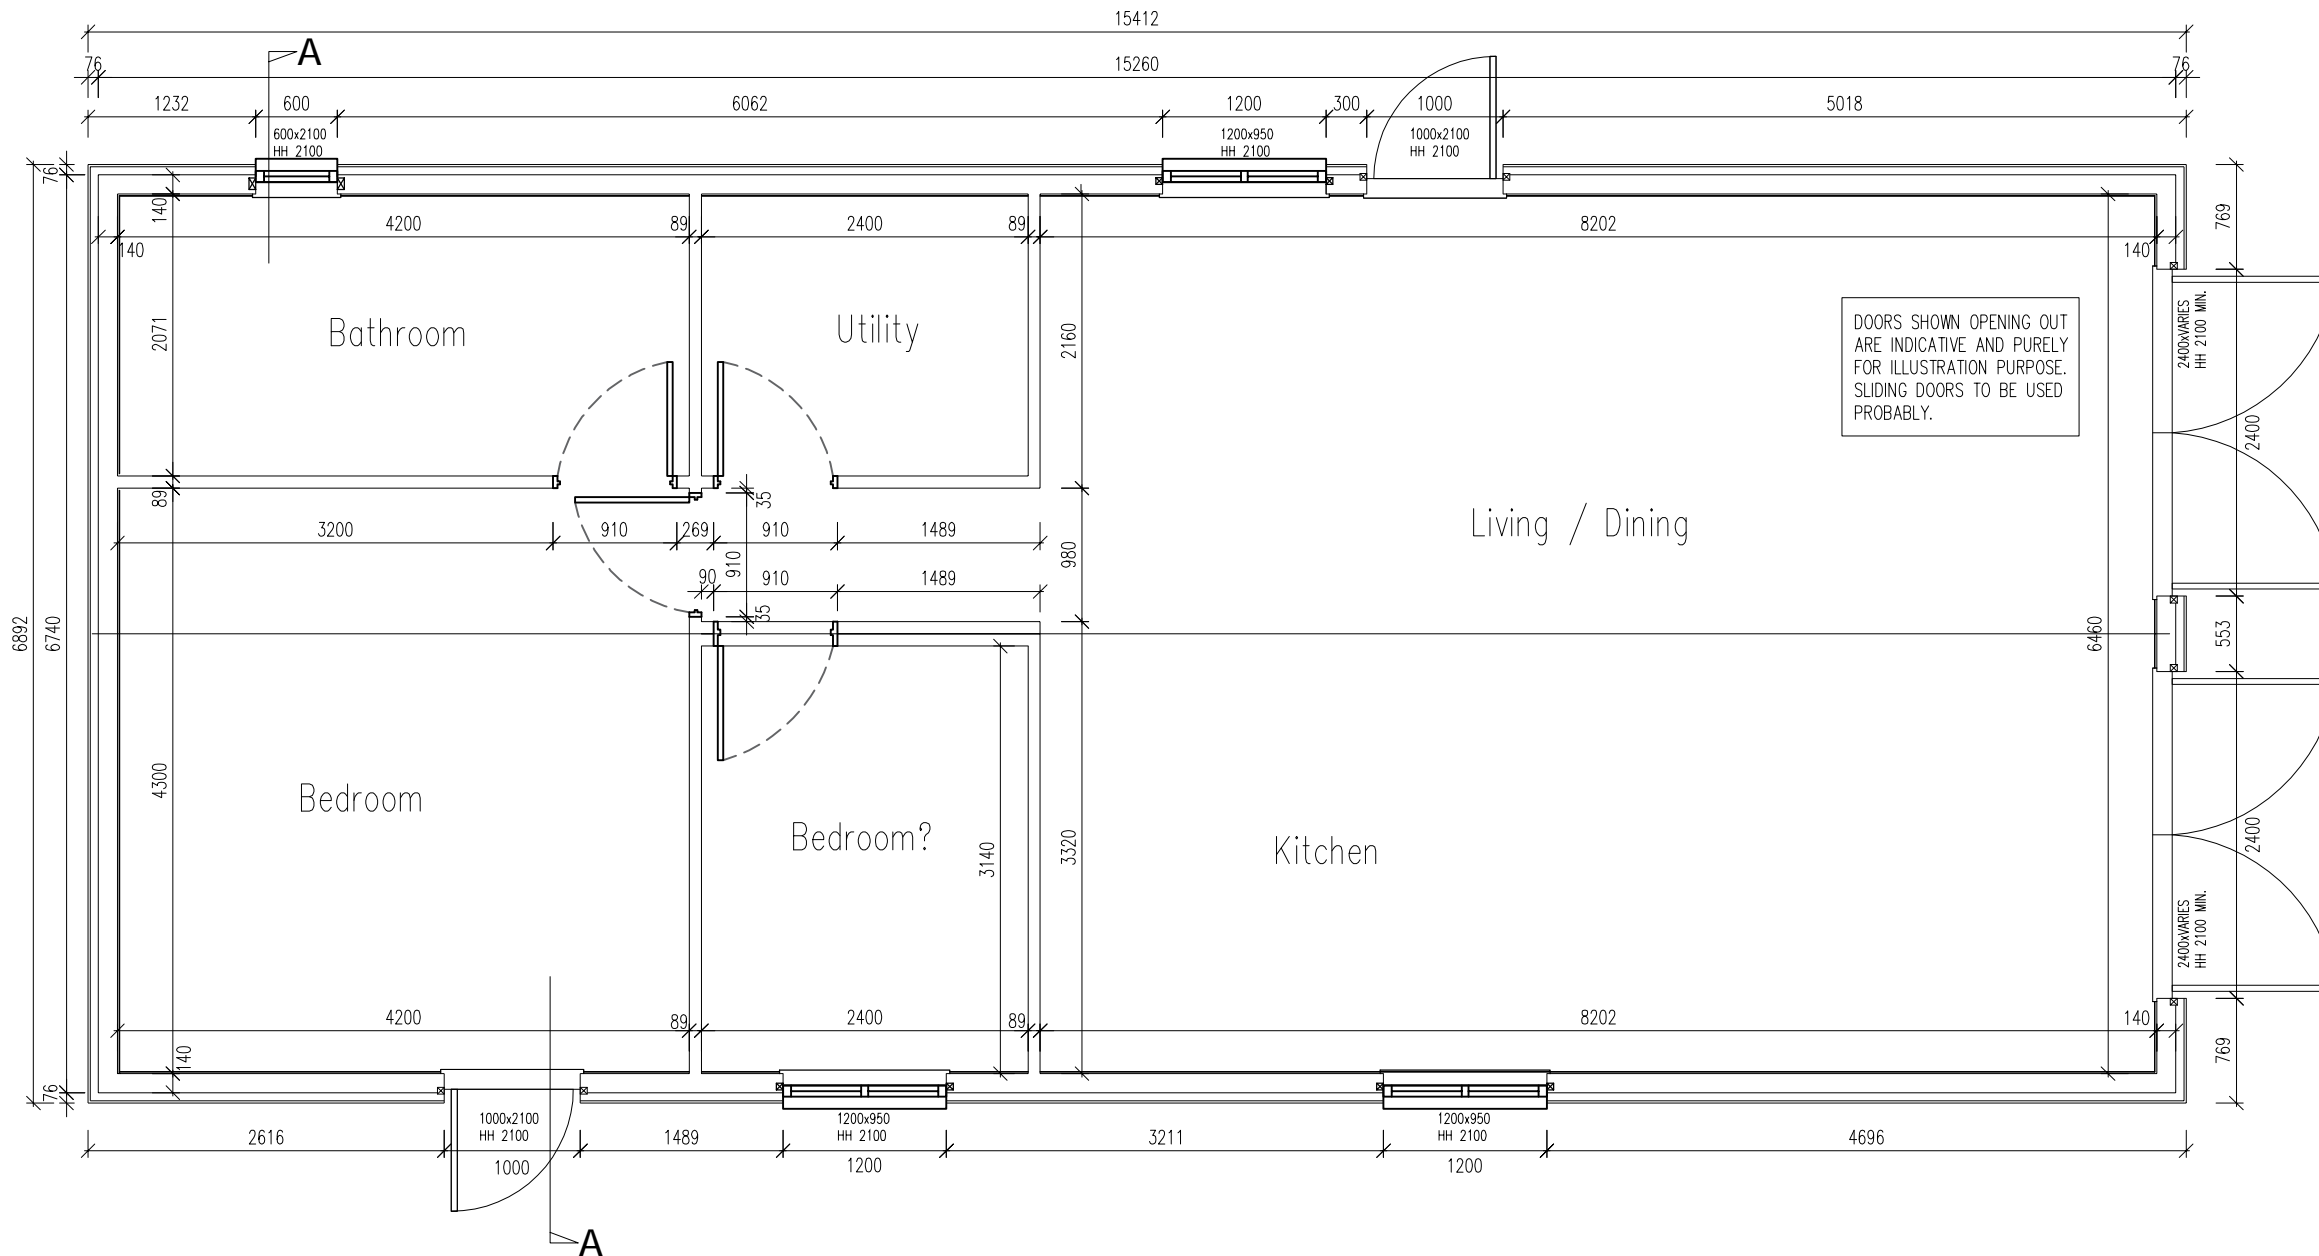 15412
A
76
15260
76
1232
600
6062
1200
300
1000
5018
600x2100
HH 2100
1200x950
HH 2100
1000x2100
HH 2100
76
140
4200
89
2400
89
8202
140
140
769
2071
Bathroom
Utility
2160
DOORS SHOWN OPENING OUT
ARE INDICATIVE AND PURELY
FOR ILLUSTRATION PURPOSE.
SLIDING DOORS TO BE USED
PROBABLY.
2400xVARIES
HH 2100 MIN.
2400
89
35
3200
910
269
910
1489
910
980
Living / Dining
90
910
1489
35
6892
6740
6460
553
4300
Bedroom
Bedroom?
3140
3320
Kitchen
2400
2400xVARIES
HH 2100 MIN.
4200
89
2400
89
8202
140
140
769
76
1000x2100
HH 2100
1200x950
HH 2100
1200x950
HH 2100
2616
1000
1489
1200
3211
1200
4696
A